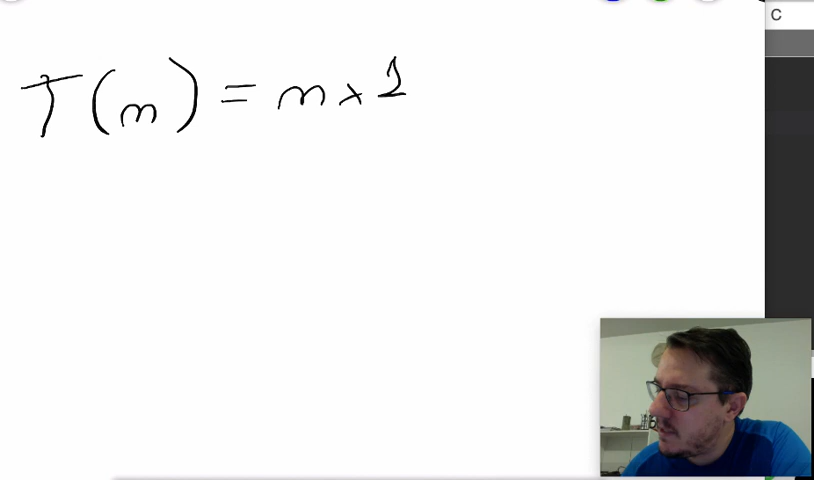 T(n) = n x 1
C